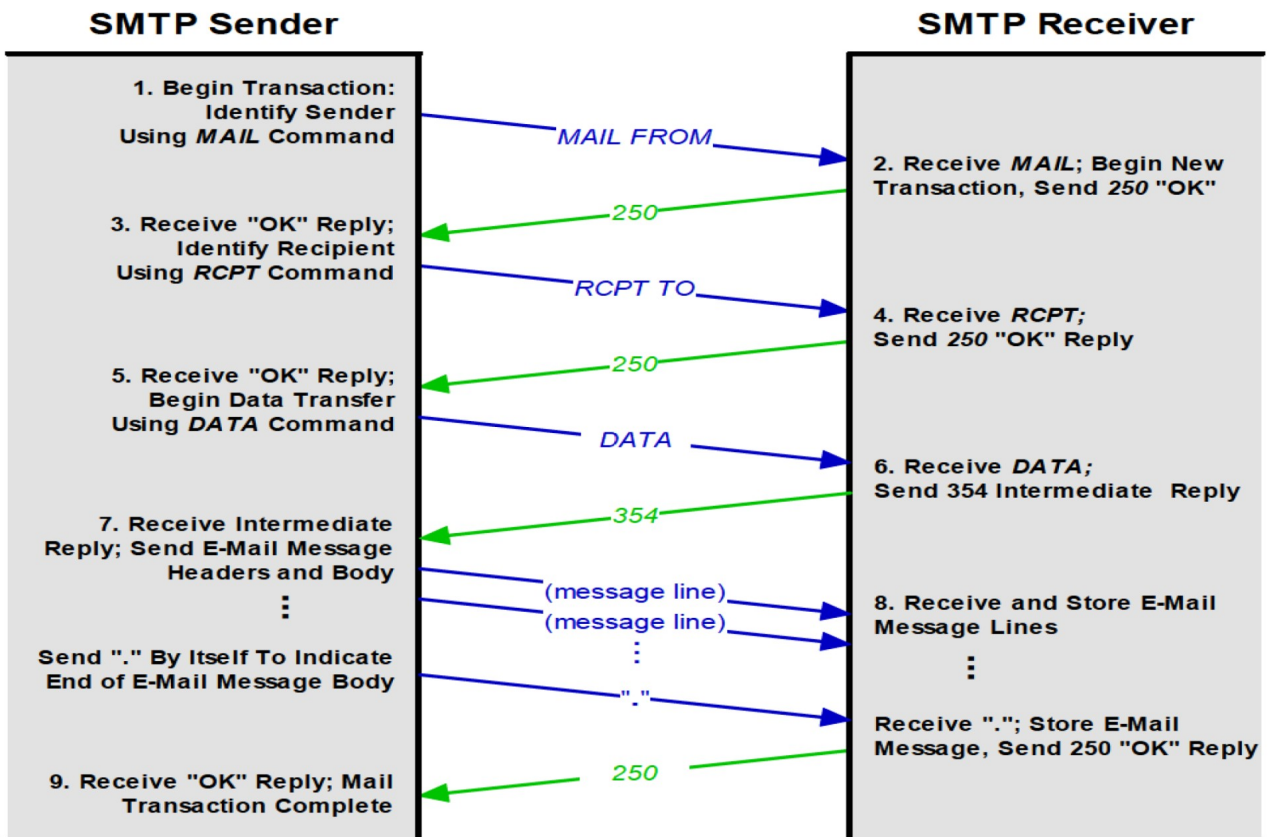 SMTP Sender
SMTP Receiver
1. Begin Transaction:
Identify Sender
Using MAIL Command
MAIL FROM
2. Receive MAIL; Begin New
Transaction, Send 250 "OK"
250
3. Receive "OK" Reply;
Identify Recipient
Using RCPT Command
RCPT TO
4. Receive RCPT;
Send 250 "OK" Reply
250
5. Receive "OK" Reply;
Begin Data Transfer
Using DATA Command
DATA
6. Receive DATA;
Send 354 Intermediate Reply
354
7. Receive Intermediate
Reply; Send E-Mail Message
Headers and Body
(message line)
(message line)
8. Receive and Store E-Mail
Message Lines
Send "." By Itself To Indicate
End of E-Mail Message Body
"."
Receive "."; Store E-Mail
Message, Send 250 "OK" Reply
250
9. Receive "OK" Reply; Mail
Transaction Complete